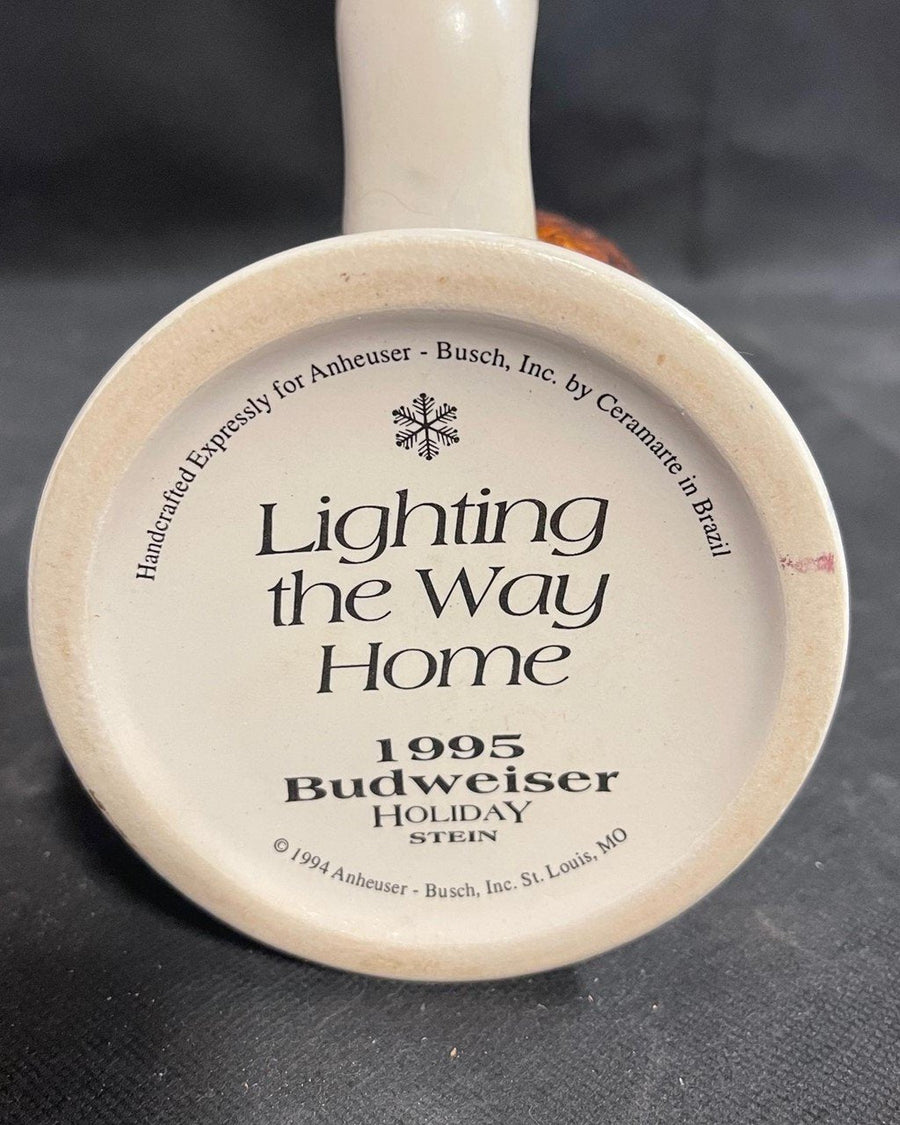 Handcrafted Expressly for Anheuser - Busch, Inc. by Ceramarte in Brazil
Lighting
the Way
Home
1995
Budweiser
HOLIDAY
STEIN
© 1994 Anheuser - Busch, Inc. St. Louis, MO